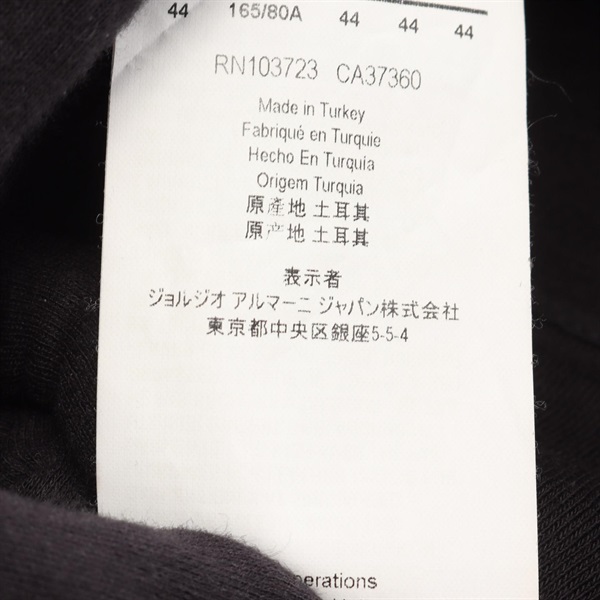 44 165/80A 44 44 44
RN103723 CA37360
Made in Turkey
Fabriqué en Turquie
Hecho En Turquía
Origem Turquia
原產地 土耳其
原产地 土耳其
表示者
ジョルジオ アルマーニ ジャパン株式会社
東京都中央区銀座5-5-4